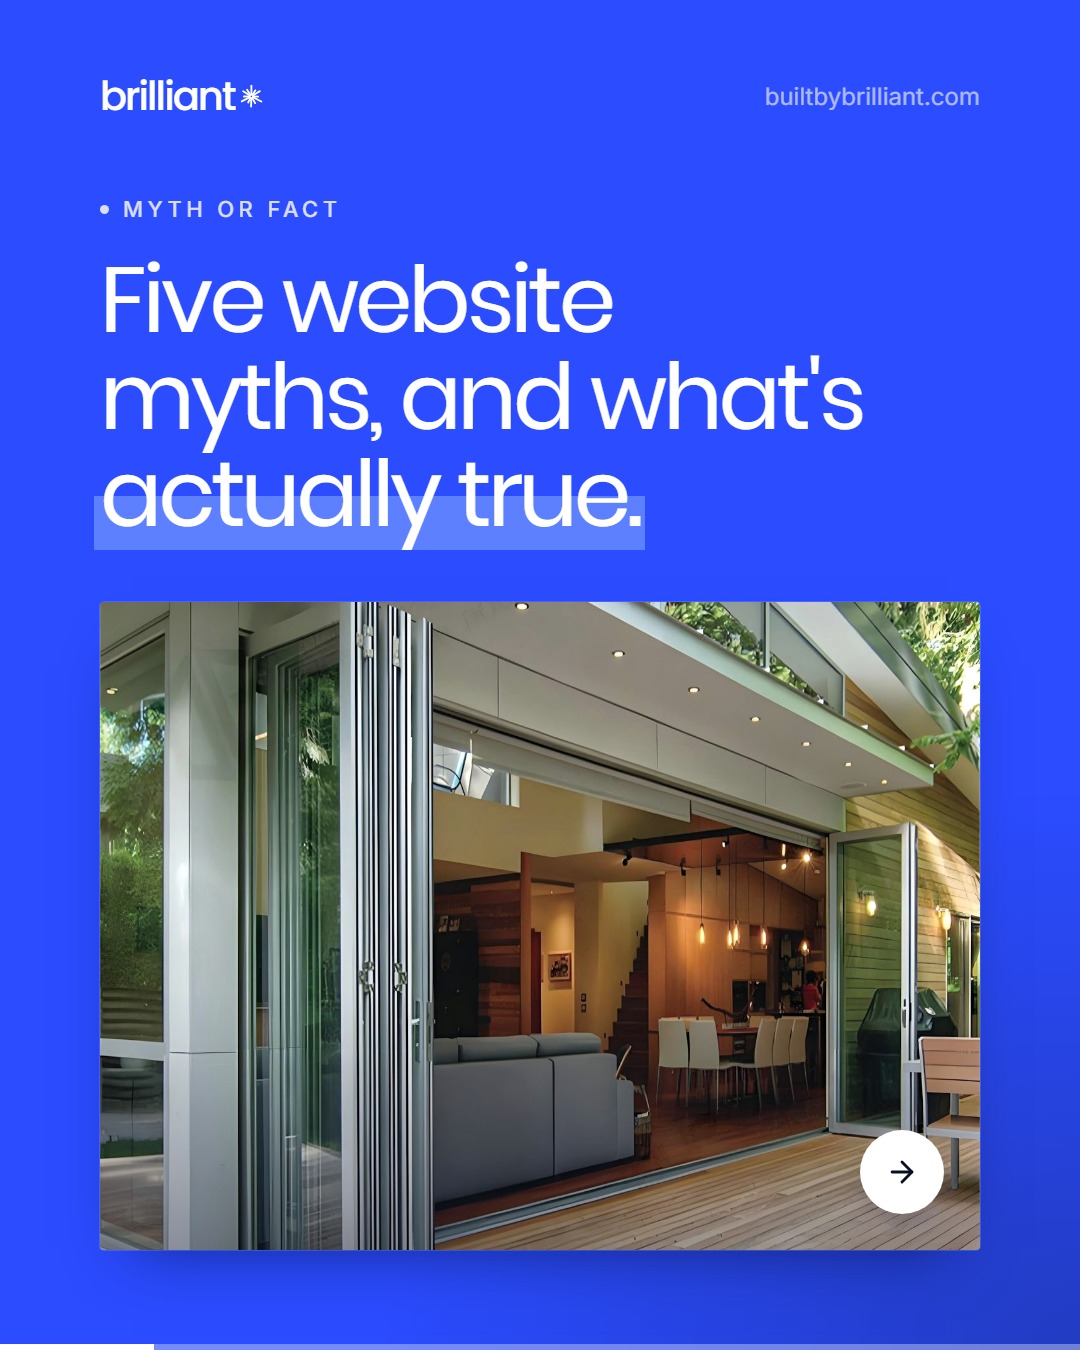 brilliant
builtbybrilliant.com
MYTH OR FACT
Five website
myths, and what's
actually true.